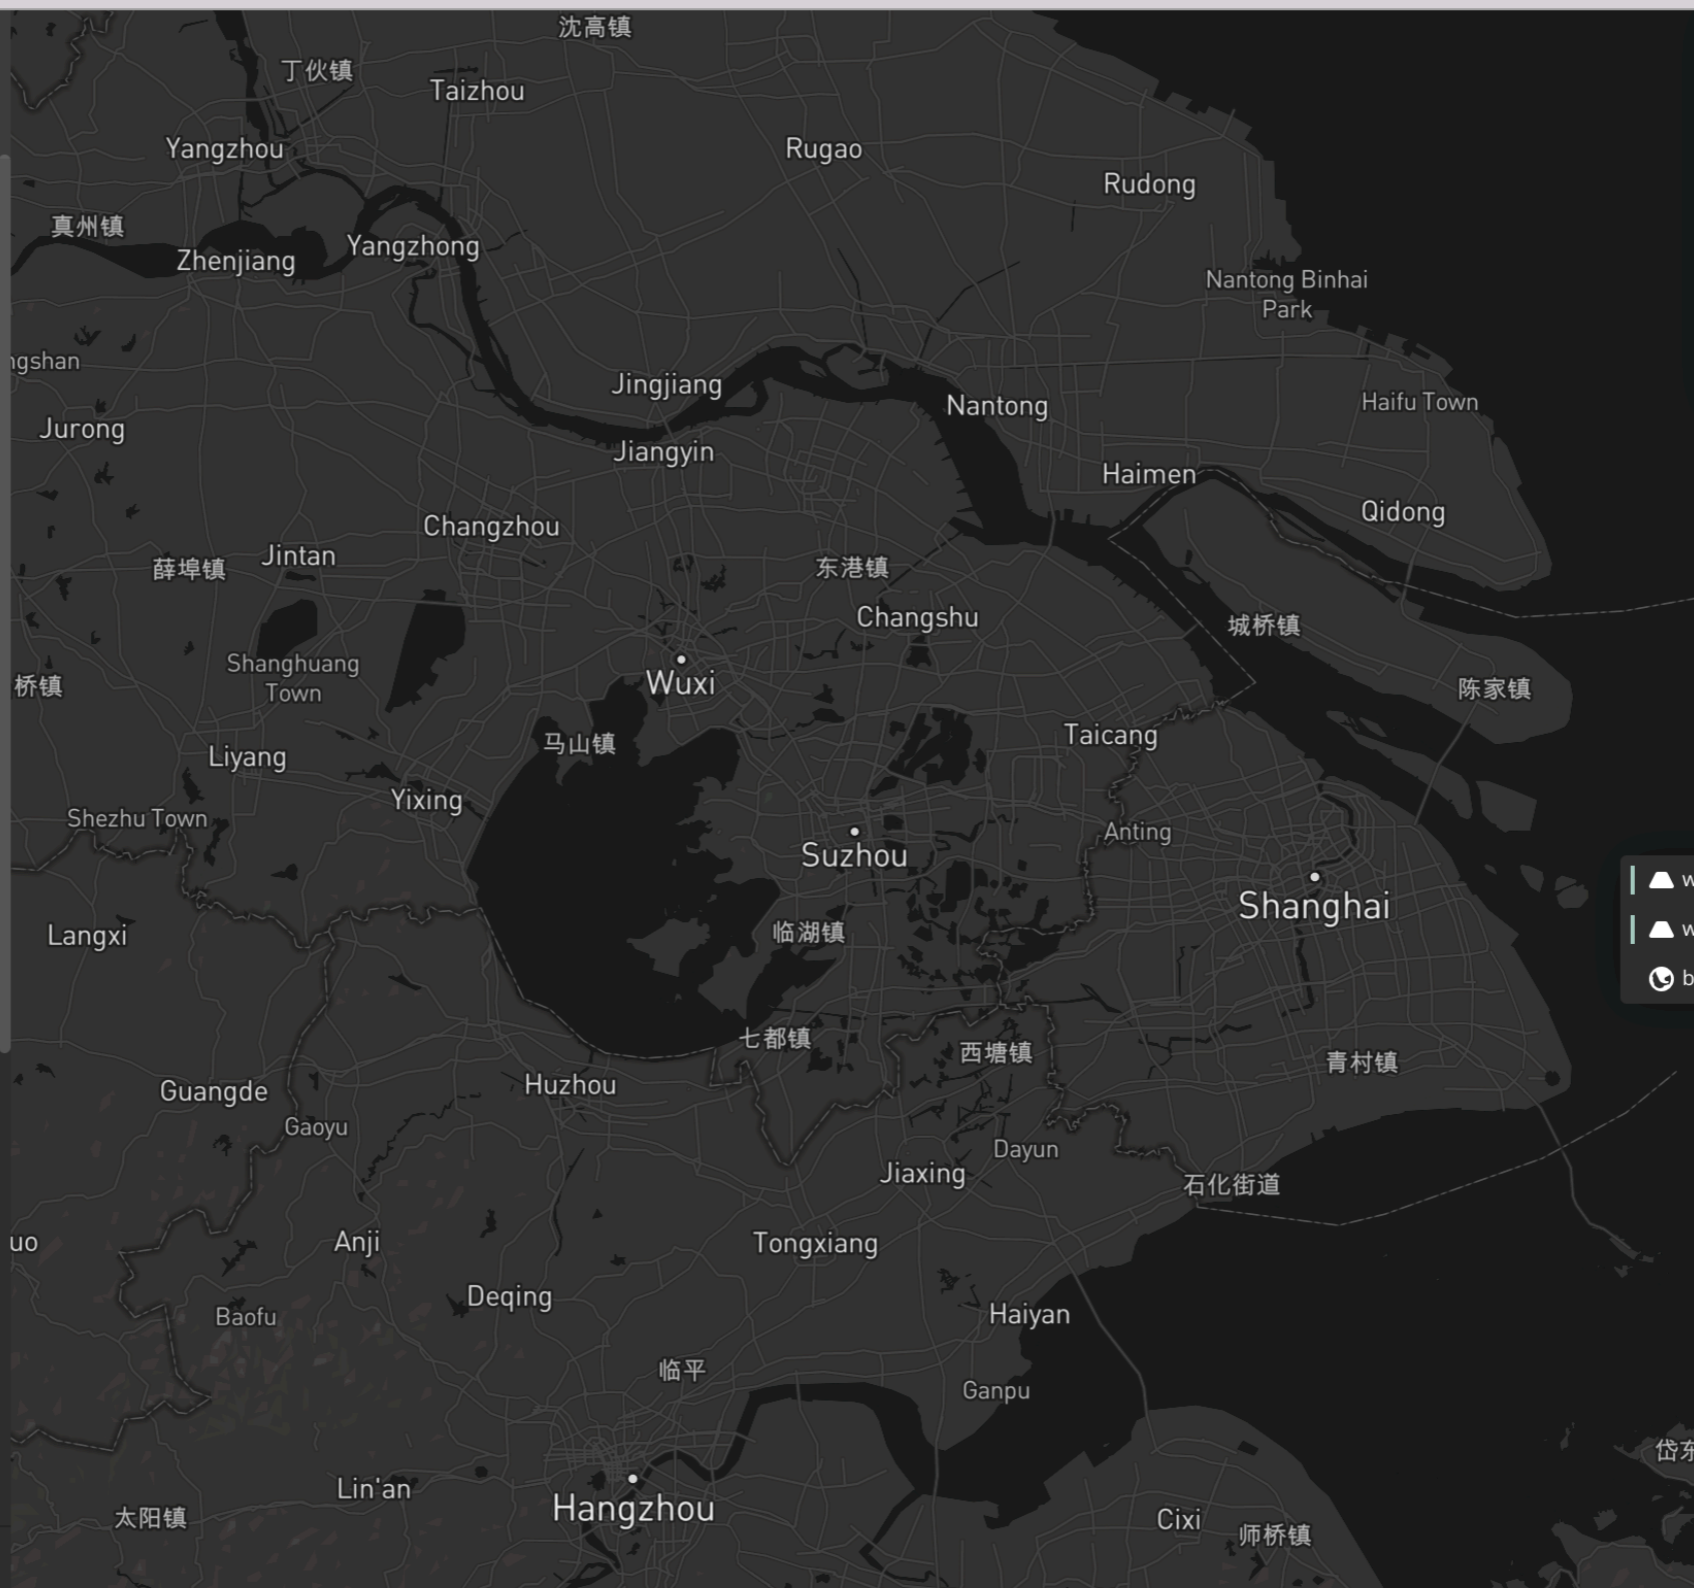 沈高镇
丁伙镇
Taizhou
Yangzhou
Rugao
Rudong
真州镇
Yangzhong
Zhenjiang
Nantong Binhai
Park
ngshan
Jingjiang
Haifu Town
Nantong
Jurong
Jiangyin
Haimen
Qidong
Changzhou
Jintan
薛埠镇
东港镇
Changshu
城桥镇
Shanghuang
Town
Wuxi
桥镇
陈家镇
Taicang
马山镇
Liyang
Yixing
Shezhu Town
Anting
Suzhou
w
Shanghai
w
临湖镇
Langxi
b
七都镇
西塘镇
青村镇
Huzhou
Guangde
Gaoyu
Dayun
Jiaxing
石化街道
uo
Anji
Tongxiang
Deqing
Haiyan
Baofu
临平
Ganpu
岱东
Lin'an
Hangzhou
太阳镇
Cixi
师桥镇